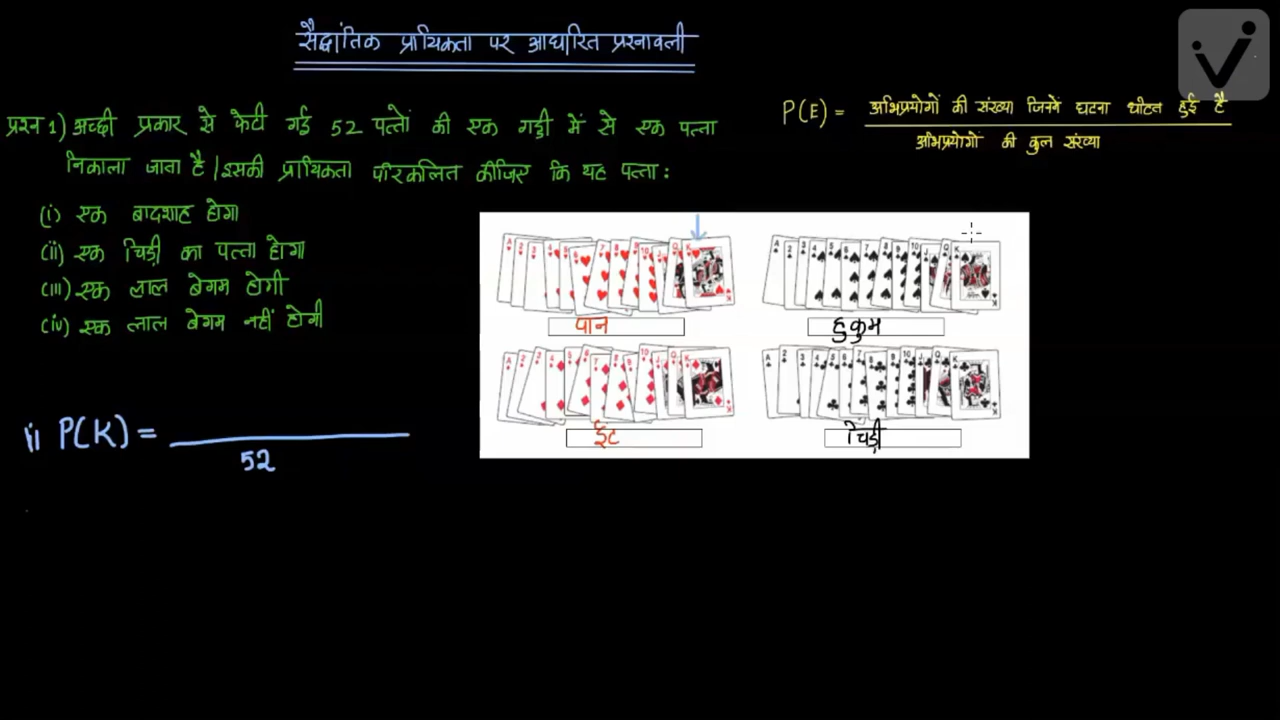 सैद्धांतिक प्रायिकता पर आधारित प्रश्नावली
प्रश्न 1) अच्छी प्रकार से फेटी गई 52 पत्तों की एक गड्डी में से एक पत्ता
निकाला जाता है | इसकी प्रायिकता परिकलित कीजिए कि यह पत्ता :
(i) एक बादशाह होगा
(ii) एक चिड़ी का पत्ता होगा
(iii) एक लाल बेगम होगी
(iv) एक लाल बेगम नहीं होगी
P(E) = अभिप्रयोगों की संख्या जिनमें घटना घटित हुई है
अभिप्रयोगों की कुल संख्या
पान
हुकुम
ईट
चिड़ी
i) P(K) =
52